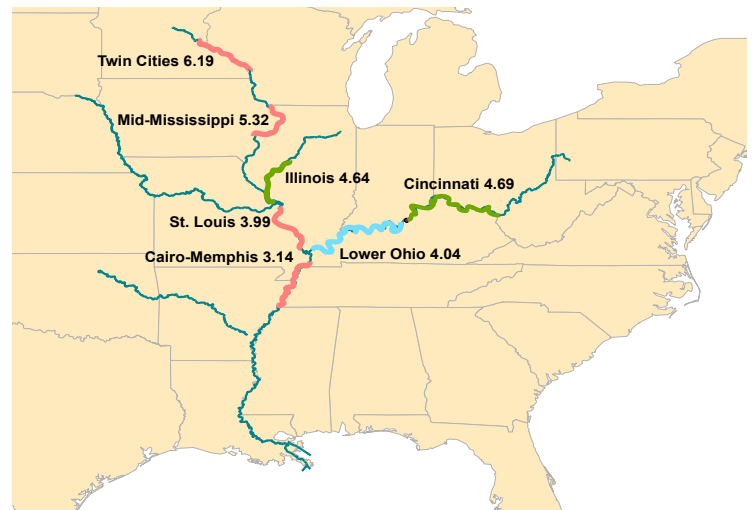 Twin Cities 6.19
Mid-Mississippi 5.32
Illinois 4.64
Cincinnati 4.69
St. Louis 3.99
Cairo-Memphis 3.14
Lower Ohio 4.04